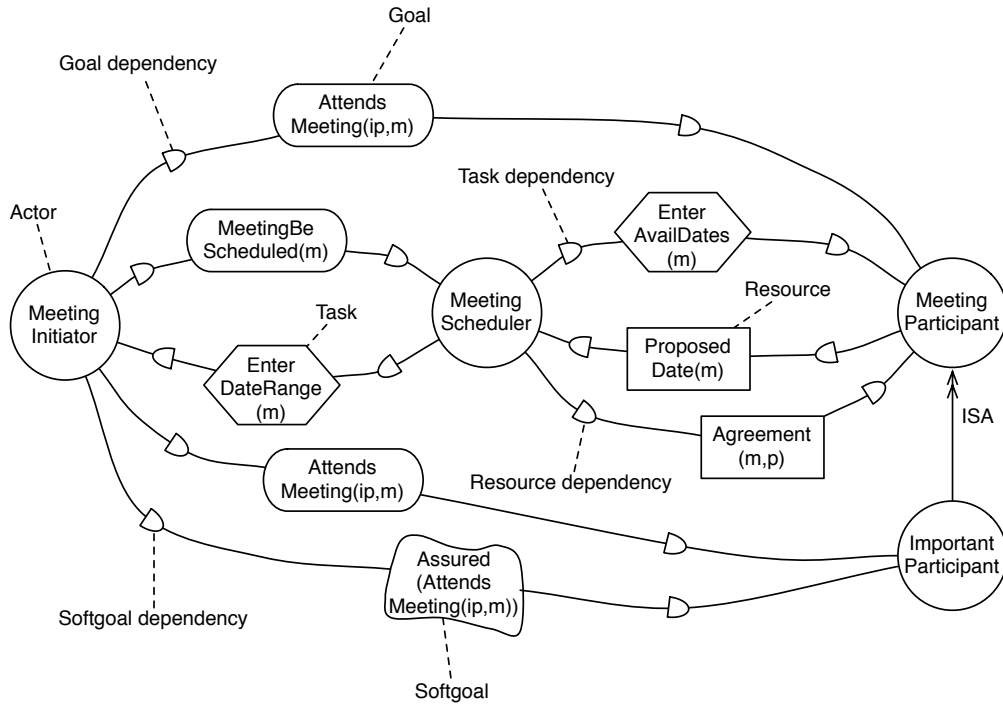 Goal
Goal dependency
Attends
Meeting(ip,m)
Task dependency
Enter
AvailDates
(m)
Actor
MeetingBe
Scheduled(m)
Meeting
Initiator
Task
Meeting
Scheduler
Resource
Meeting
Participant
Enter
DateRange
(m)
Proposed
Date(m)
ISA
Agreement
(m,p)
Attends
Meeting(ip,m)
Resource dependency
Assured
(Attends
Meeting(ip,m))
Important
Participant
Softgoal dependency
Softgoal